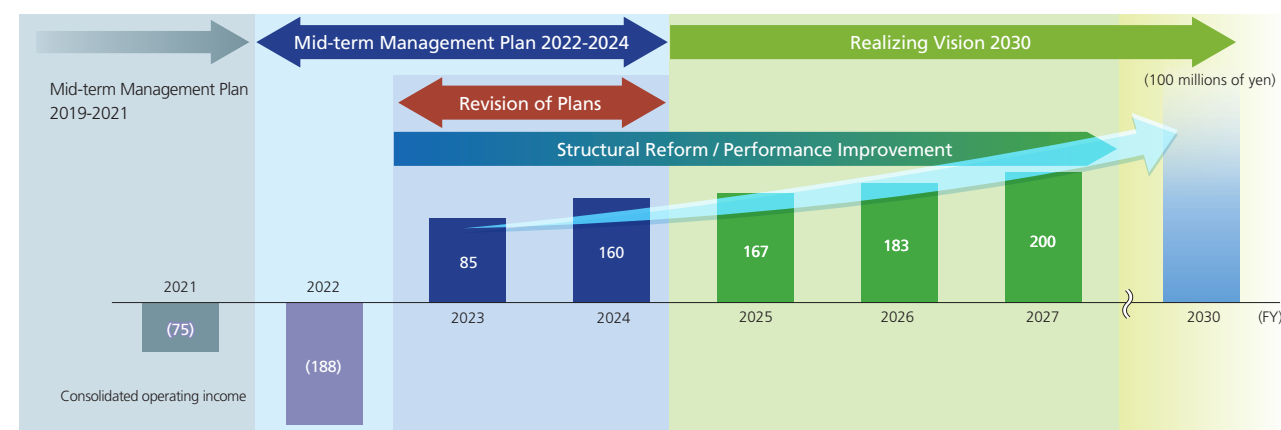 Mid-term Management Plan 2022-2024
Realizing Vision 2030
Mid-term Management Plan
2019-2021
(100 millions of yen)
Revision of Plans
Structural Reform / Performance Improvement
85
160
167
183
200
2021
2022
(75)
(188)
2023
2024
2025
2026
2027
2030
(FY)
Consolidated operating income